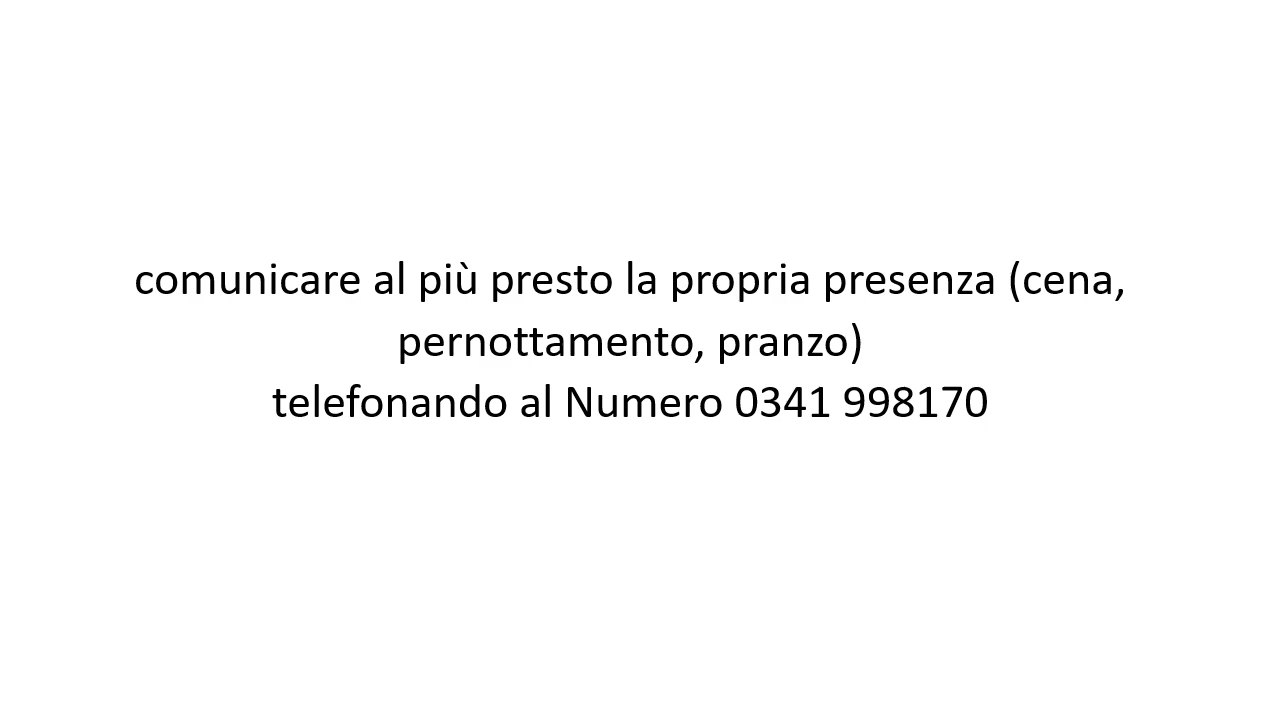 comunicare al più presto la propria presenza (cena,
pernottamento, pranzo)
telefonando al Numero 0341 998170